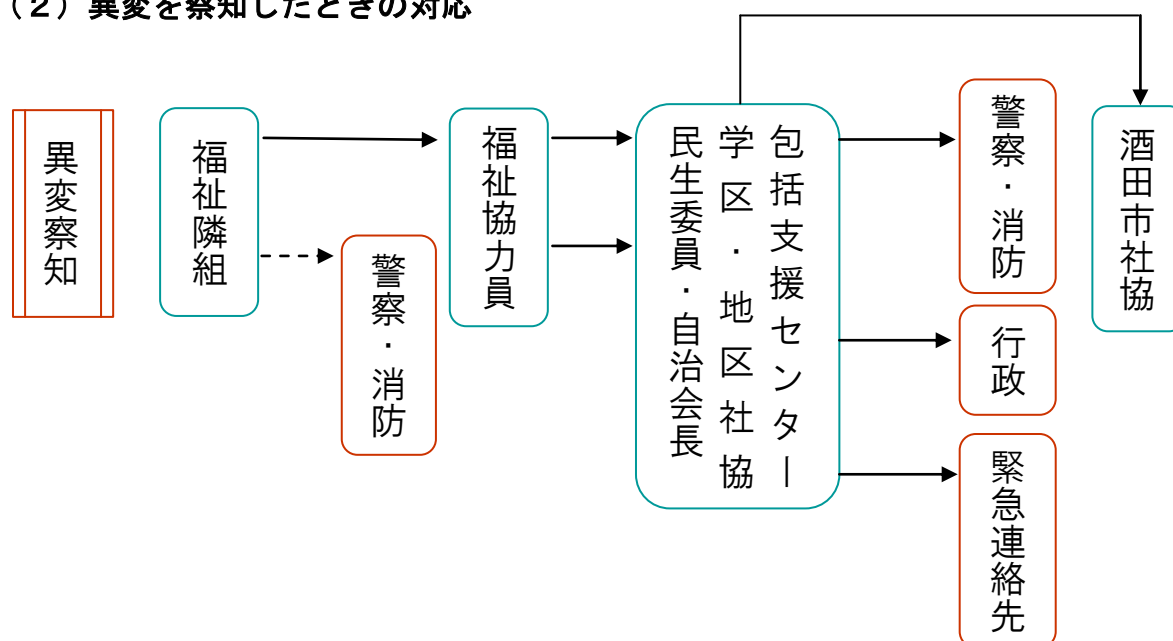 （２）異変を察知したときの対応
異変察知
福祉隣組
警察・消防
福祉協力員
包括支援センター
学区・地区社協
民生委員・自治会長
警察・消防
行政
緊急連絡先
酒田市社協